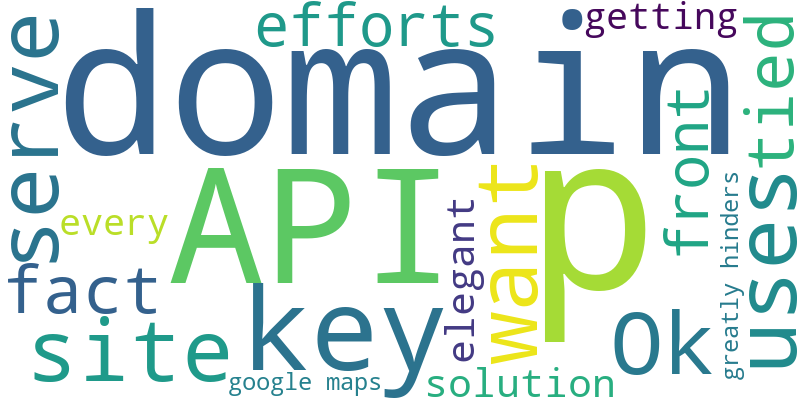 efforts
getting
domain
serve
tied
API
p
want
front
elegant
every
uses
greatly hinders
fact
key
site
Ok
google maps
solution